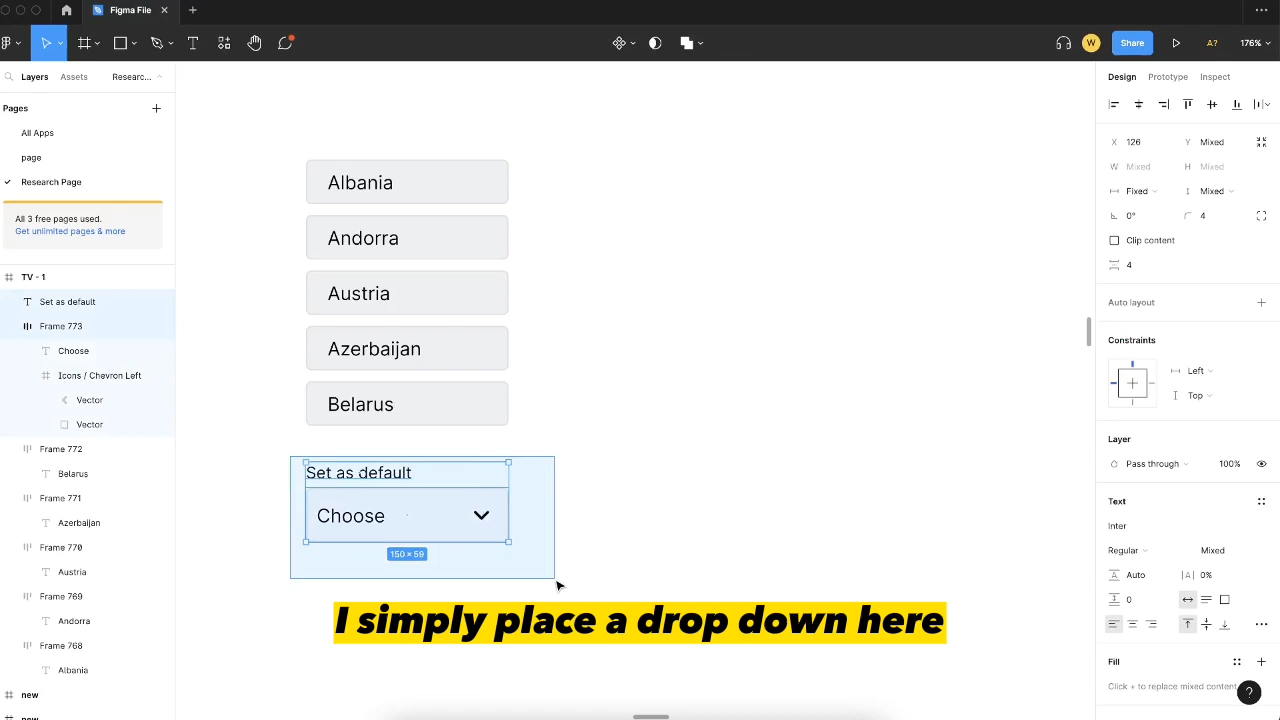 Figma File
Share
A?
176%
Layers
Assets
Researc...
Pages
All Apps
page
Research Page
All 3 free pages used.
Get unlimited pages & more
TV - 1
Set as default
Frame 773
Choose
Icons / Chevron Left
Vector
Vector
Frame 772
Belarus
Frame 771
Azerbaijan
Frame 770
Austria
Frame 769
Andorra
Frame 768
Albania
new
Albania
Andorra
Austria
Azerbaijan
Belarus
Set as default
Choose
150 × 59
I simply place a drop down here
Design
Prototype
Inspect
X 126
Y Mixed
W Mixed
H Mixed
Fixed
Mixed
0°
4
Clip content
4
Auto layout
Constraints
Left
Top
Layer
Pass through
100%
Text
Inter
Regular
Mixed
Auto
|A| 0%
0
Fill
Click + to replace mixed content
W
?